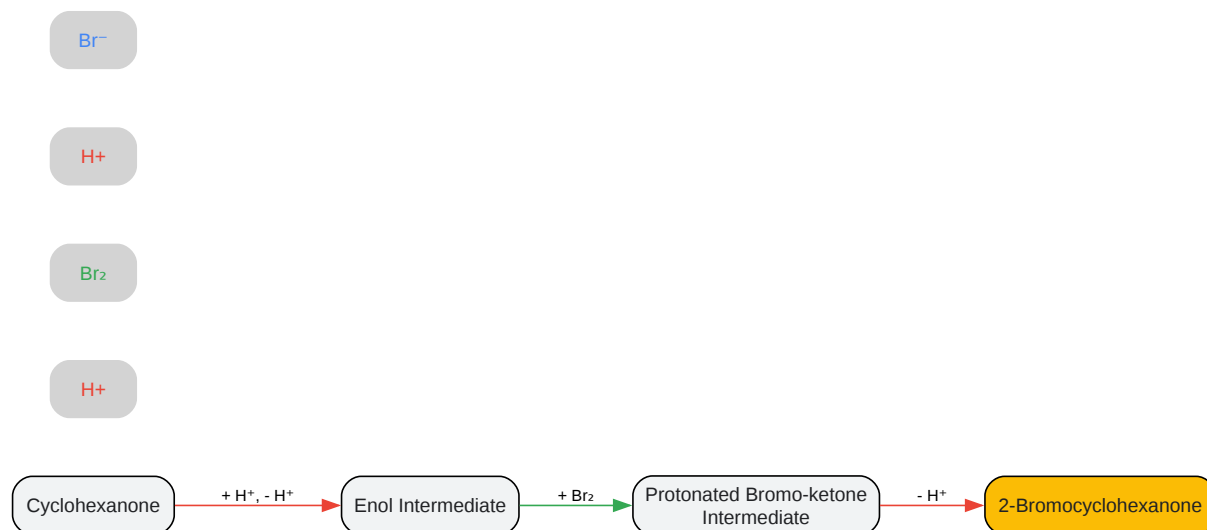 Br⁻
H+
Br₂
H+
Cyclohexanone
+ H⁺, - H⁺
Enol Intermediate
+ Br₂
Protonated Bromo-ketone
Intermediate
- H⁺
2-Bromocyclohexanone